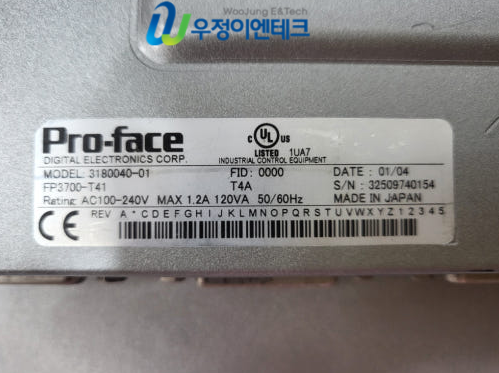 WooJung E&Tech
우정이엔테크
Pro-face
DIGITAL ELECTRONICS CORP.
C UL US
LISTED 1UA7
INDUSTRIAL CONTROL EQUIPMENT
MODEL: 3180040-01 FID: 0000 DATE : 01/04
FP3700-T41 T4A S/N : 32509740154
Rating: AC100-240V MAX 1.2A 120VA 50/60Hz MADE IN JAPAN
CE REV A * C D E F G H I J K L M N O P Q R S T U V W X Y Z 1 2 3 4 5